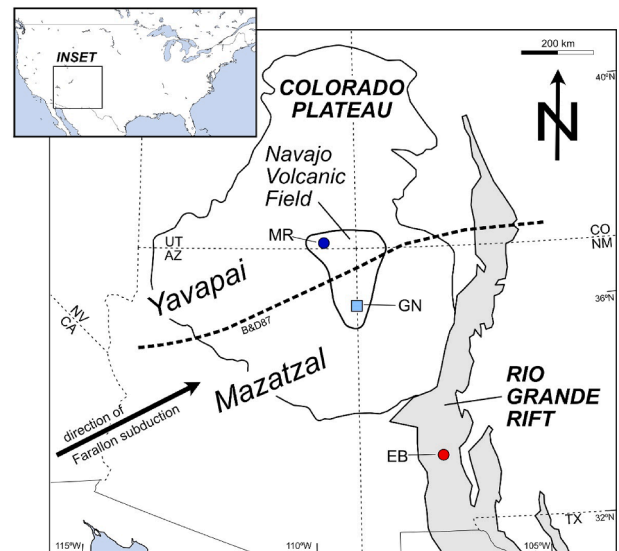 INSET
200 km
40°N
COLORADO
PLATEAU
N
Navajo
Volcanic
Field
MR
UT
AZ
CO
NM
Yavapai
36°N
GN
NV
CA
B&D87
Mazatzal
RIO
GRANDE
RIFT
direction of
Farallon subduction
EB
32°N
TX
115°W
110°W
105°W